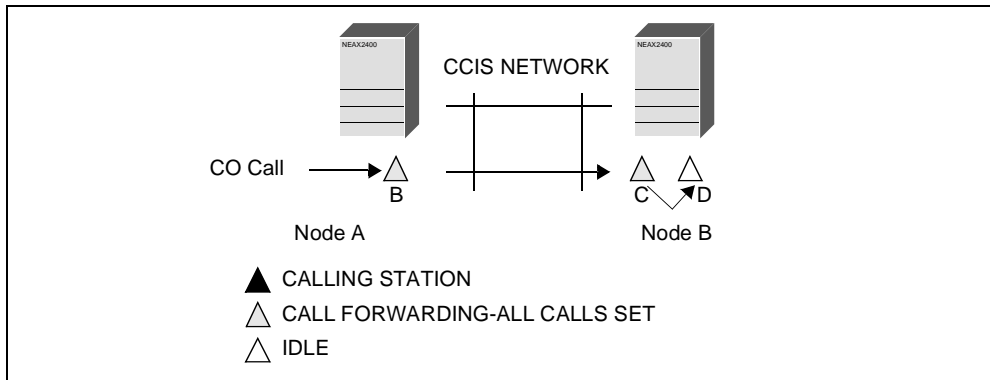 NEAX2400
NEAX2400
CCIS NETWORK
CO Call
B
C
D
Node A
Node B
CALLING STATION
CALL FORWARDING-ALL CALLS SET
IDLE